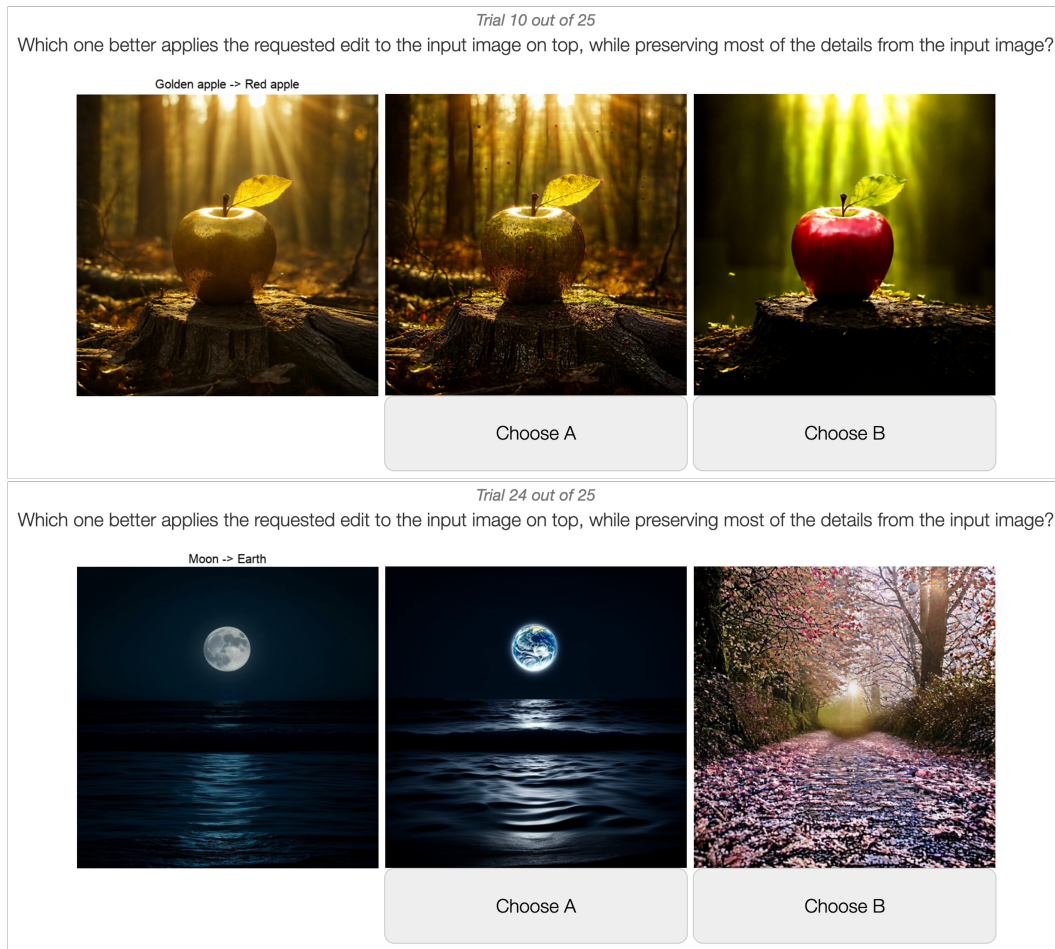 Trial 10 out of 25
Which one better applies the requested edit to the input image on top, while preserving most of the details from the input image?
Golden apple -> Red apple
Choose A
Choose B
Trial 24 out of 25
Which one better applies the requested edit to the input image on top, while preserving most of the details from the input image?
Moon -> Earth
Choose A
Choose B